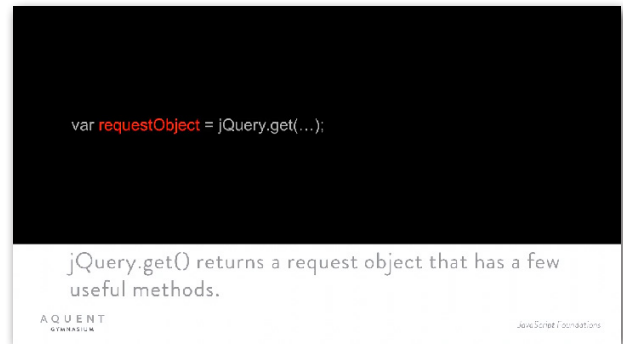 var requestObject = jQuery.get(…);
jQuery.get() returns a request object that has a few
useful methods.
AQUENT
GYMNASIUM
JavaScript Foundations